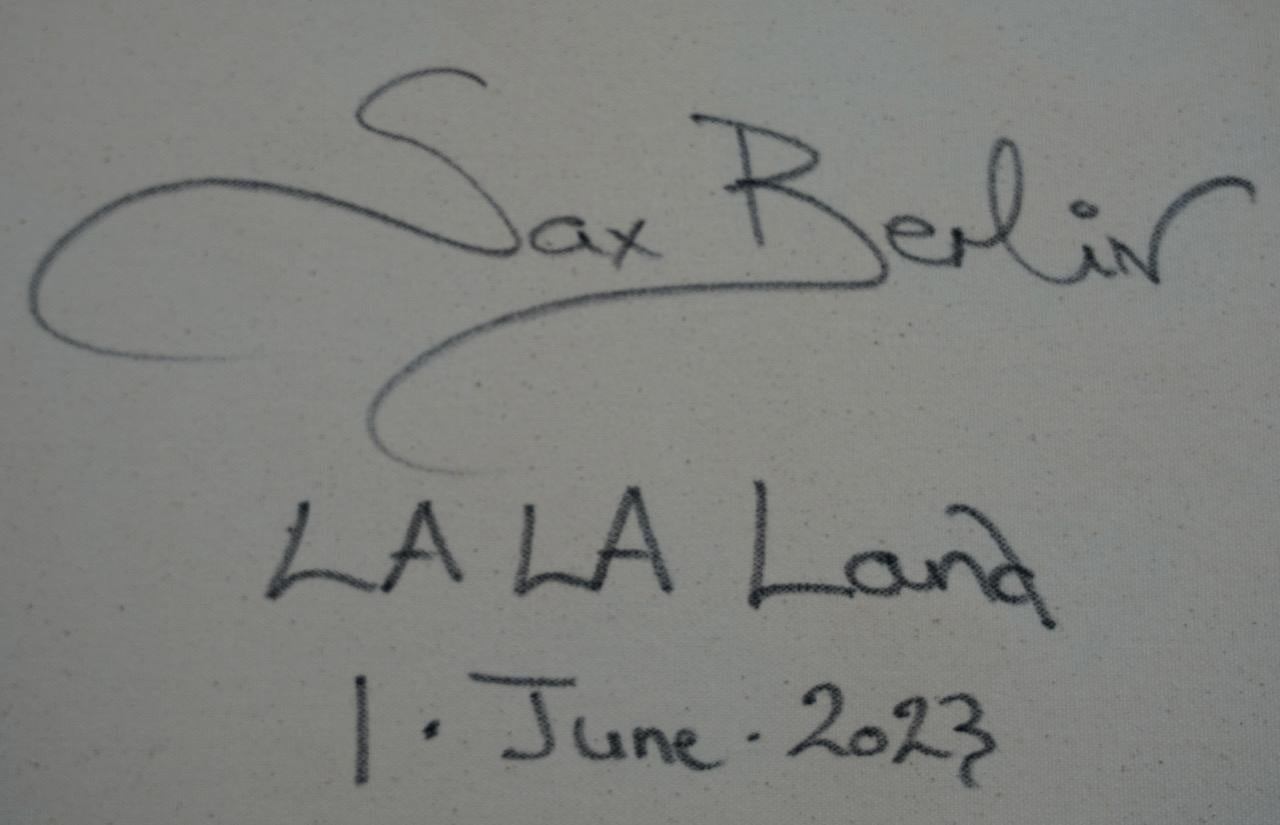 Sax Berlin
LA LA Land
1 · June · 2023